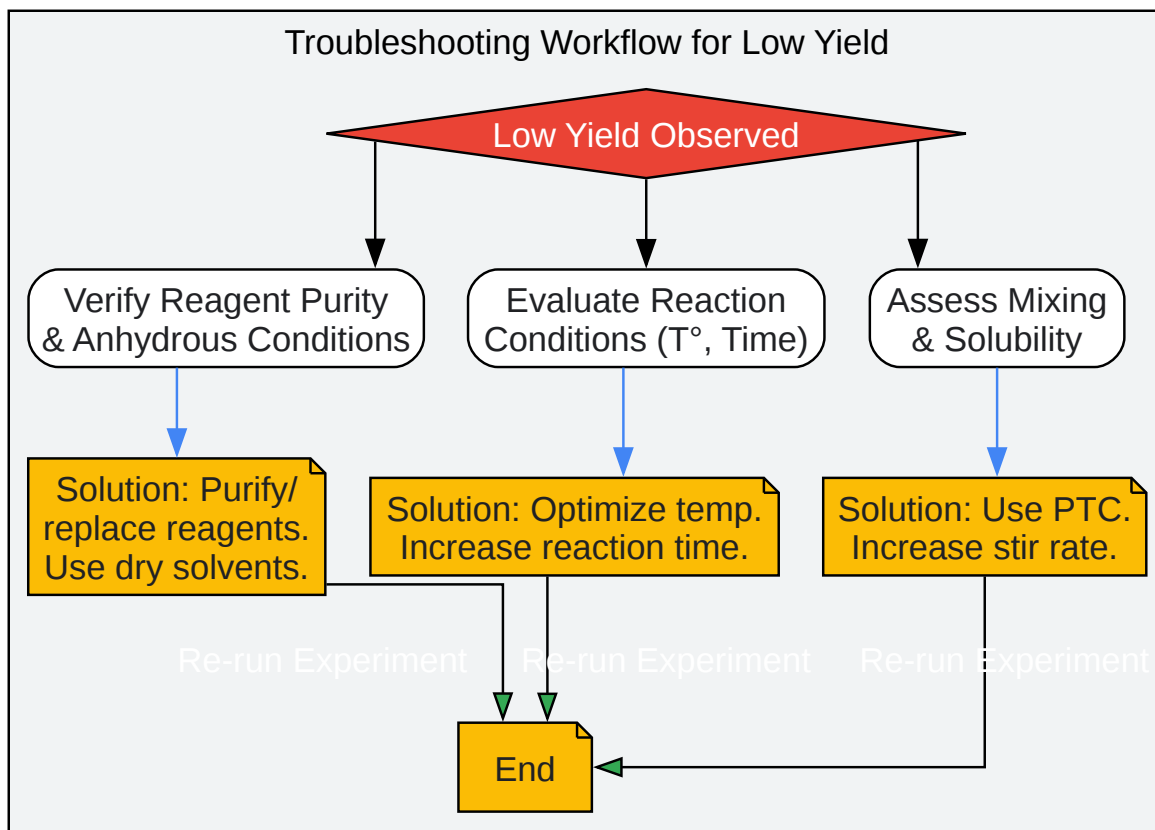 Troubleshooting Workflow for Low Yield
Low Yield Observed
Verify Reagent Purity
& Anhydrous Conditions
Evaluate Reaction
Conditions (T°, Time)
Assess Mixing
& Solubility
Solution: Purify/
replace reagents.
Use dry solvents.
Solution: Optimize temp.
Increase reaction time.
Solution: Use PTC.
Increase stir rate.
Re-run Experiment
Re-run Experiment
Re-run Experiment
End